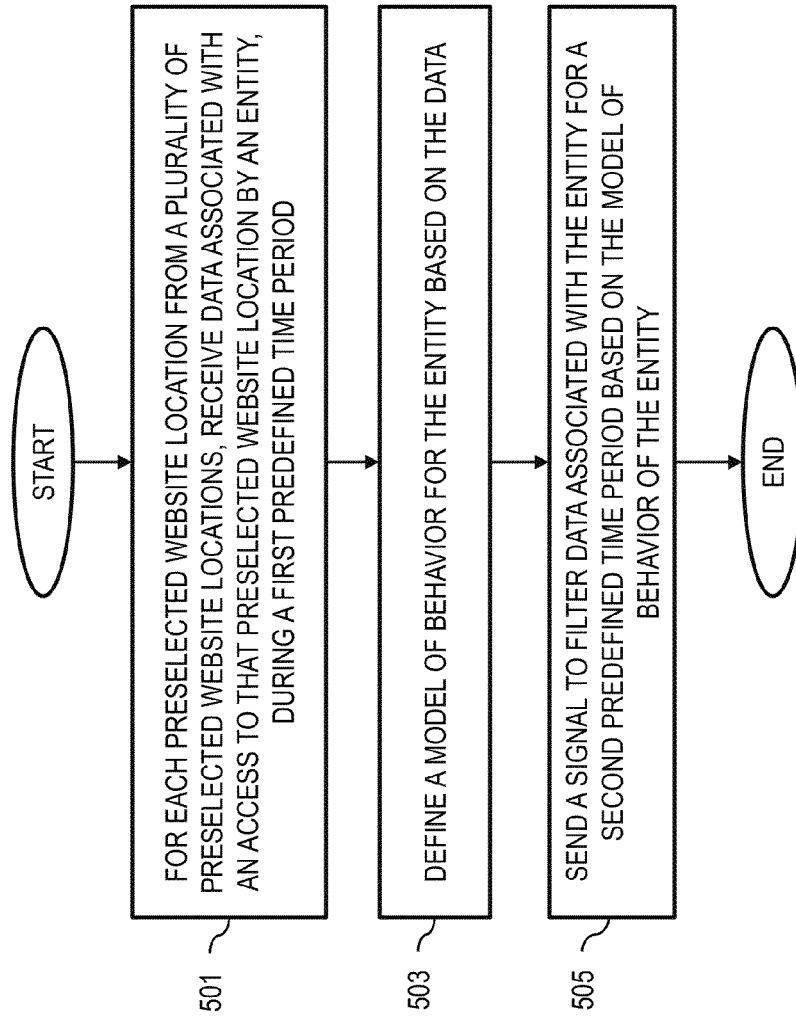 START
501
FOR EACH PRESELECTED WEBSITE LOCATION FROM A PLURALITY OF
PRESELECTED WEBSITE LOCATIONS, RECEIVE DATA ASSOCIATED WITH
AN ACCESS TO THAT PRESELECTED WEBSITE LOCATION BY AN ENTITY,
DURING A FIRST PREDEFINED TIME PERIOD
503
DEFINE A MODEL OF BEHAVIOR FOR THE ENTITY BASED ON THE DATA
505
SEND A SIGNAL TO FILTER DATA ASSOCIATED WITH THE ENTITY FOR A
SECOND PREDEFINED TIME PERIOD BASED ON THE MODEL OF
BEHAVIOR OF THE ENTITY
END